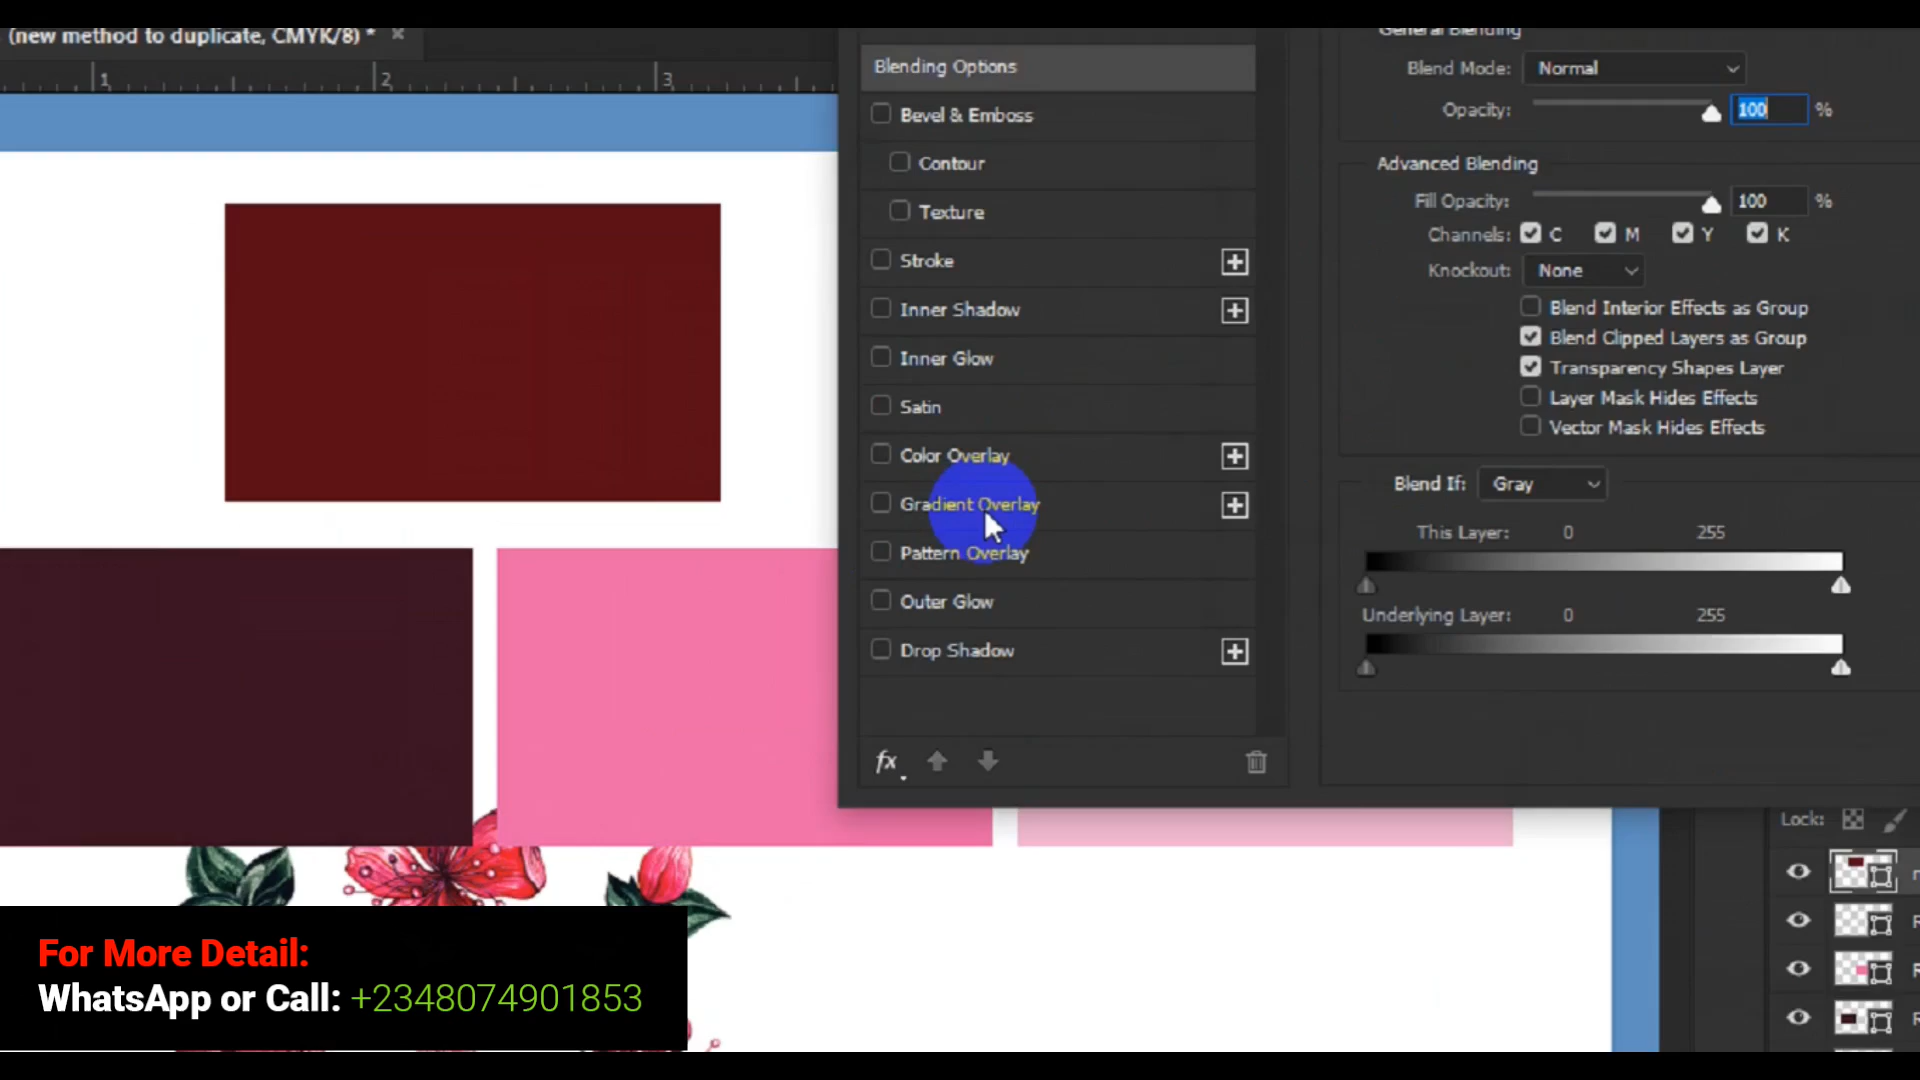 (new method to duplicate, CMYK/8) *
1 2 3
Blending Options
Bevel & Emboss
Contour
Texture
Stroke
Inner Shadow
Inner Glow
Satin
Color Overlay
Gradient Overlay
Pattern Overlay
Outer Glow
Drop Shadow
fx
General Blending
Blend Mode: Normal
Opacity: 100 %
Advanced Blending
Fill Opacity: 100 %
Channels: C M Y K
Knockout: None
Blend Interior Effects as Group
Blend Clipped Layers as Group
Transparency Shapes Layer
Layer Mask Hides Effects
Vector Mask Hides Effects
Blend If: Gray
This Layer: 0 255
Underlying Layer: 0 255
Lock:
For More Detail:
WhatsApp or Call: +2348074901853